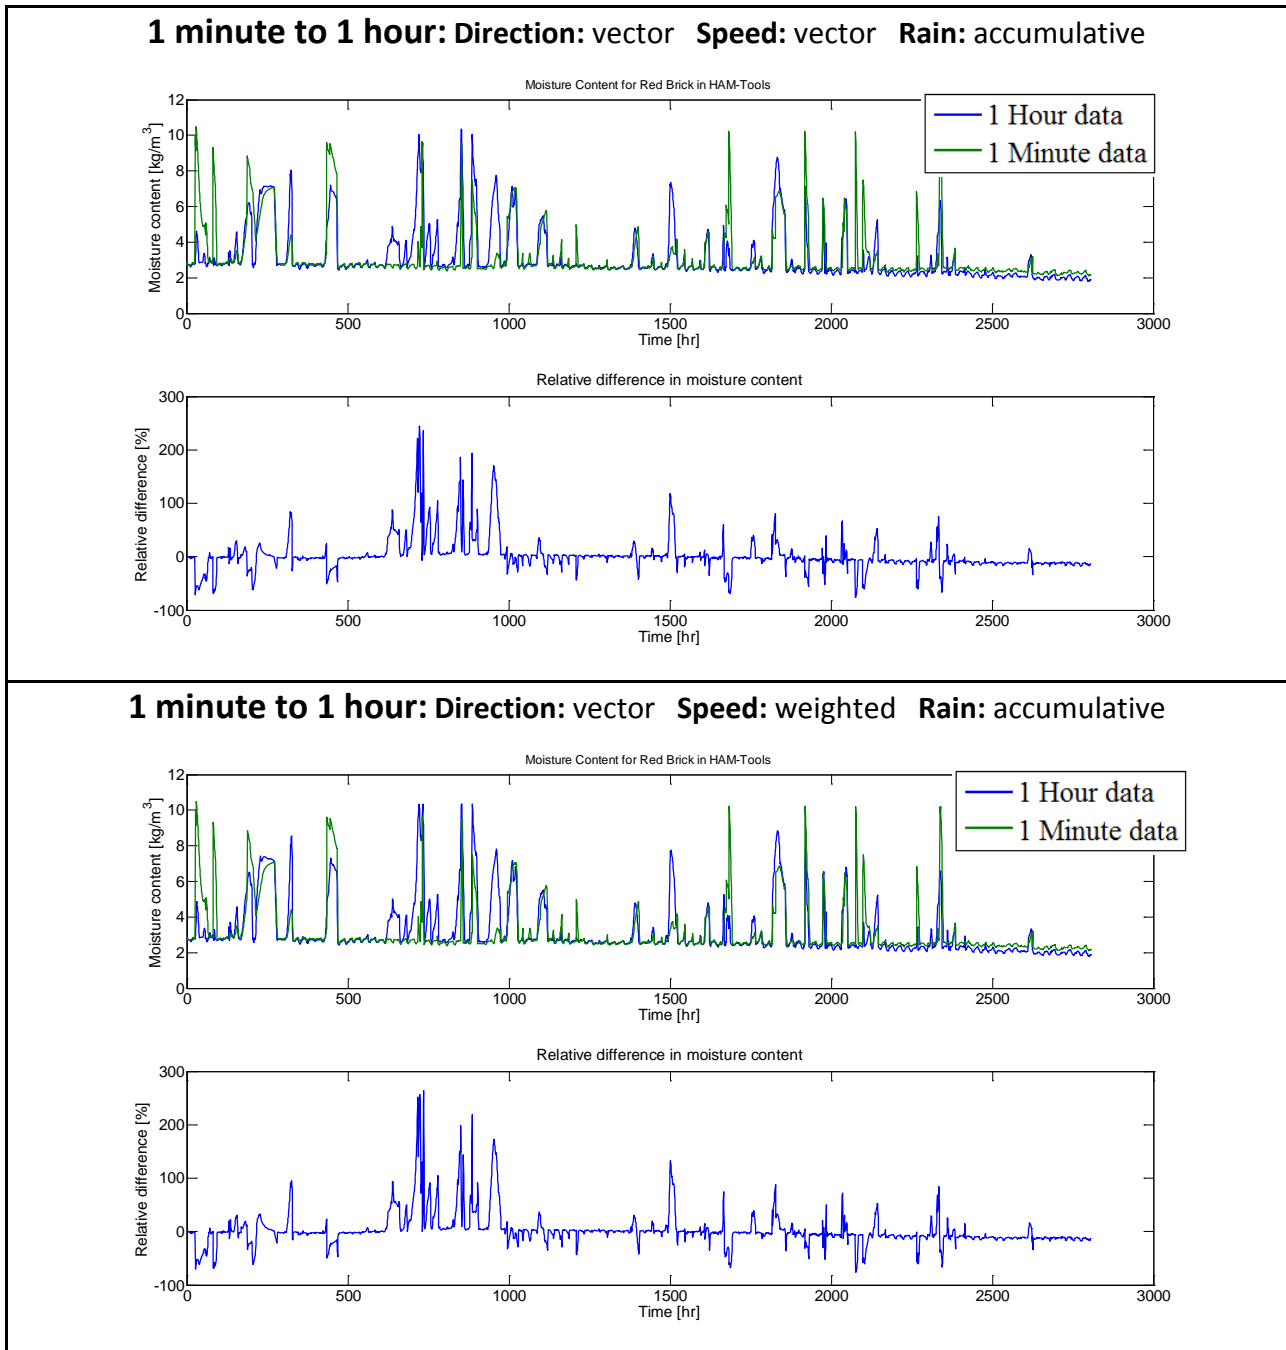 1 minute to 1 hour: Direction: vector Speed: vector Rain: accumulative
Moisture Content for Red Brick in HAM-Tools
Moisture content [kg/m³]
12
10
8
6
4
2
0
0 500 1000 1500 2000 2500 3000
Time [hr]
1 Hour data
1 Minute data
Relative difference in moisture content
Relative difference [%]
300
200
100
0
-100
0 500 1000 1500 2000 2500 3000
Time [hr]
1 minute to 1 hour: Direction: vector Speed: weighted Rain: accumulative
Moisture Content for Red Brick in HAM-Tools
Moisture content [kg/m³]
12
10
8
6
4
2
0
0 500 1000 1500 2000 2500 3000
Time [hr]
1 Hour data
1 Minute data
Relative difference in moisture content
Relative difference [%]
300
200
100
0
-100
0 500 1000 1500 2000 2500 3000
Time [hr]